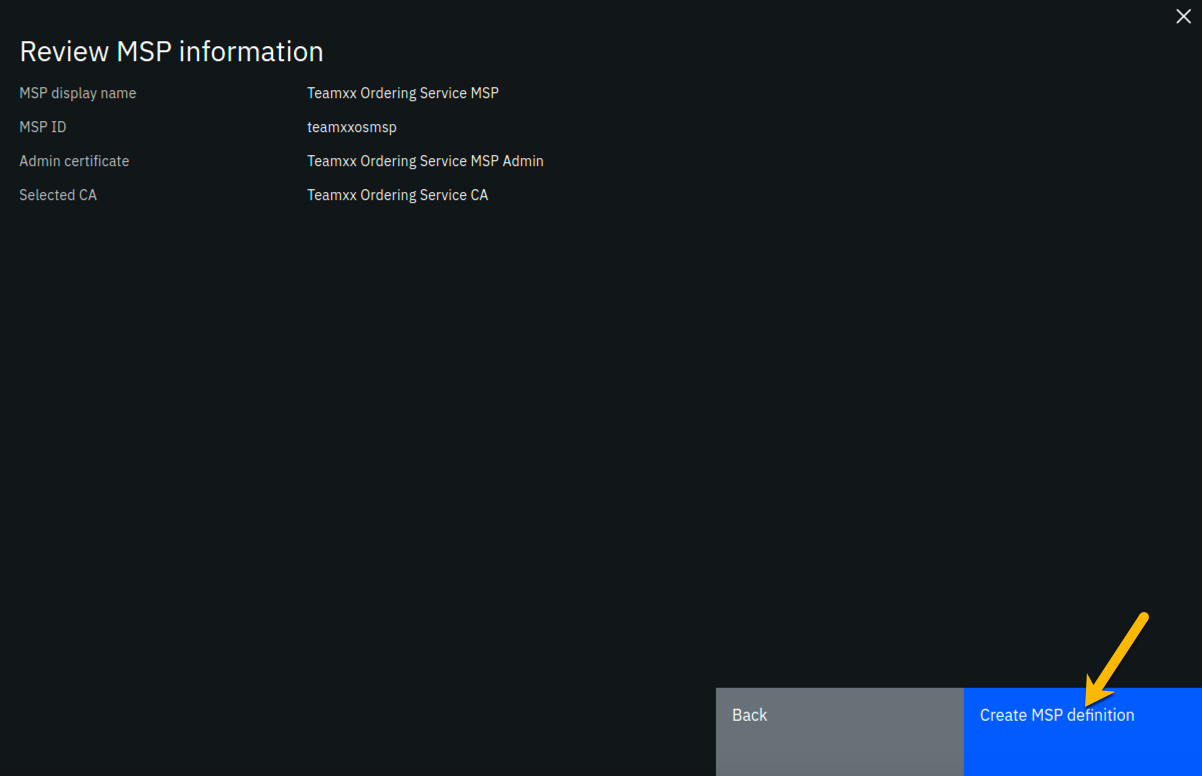 Review MSP information
MSP display name Teamxx Ordering Service MSP
MSP ID teamxxosmsp
Admin certificate Teamxx Ordering Service MSP Admin
Selected CA Teamxx Ordering Service CA
Back Create MSP definition